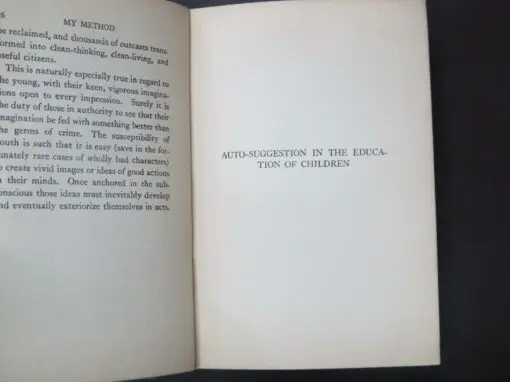 6 MY METHOD
be reclaimed, and thousands of outcasts trans-
formed into clean-thinking, clean-living, and
useful citizens.
This is naturally especially true in regard to
the young, with their keen, vigorous imagina-
tions open to every impression. Surely it is
the duty of those in authority to see that their
imagination be fed with something better than
the germs of crime. The susceptibility of
youth is such that it is easy (save in the for-
tunately rare cases of wholly bad characters)
to create vivid images or ideas of good actions
in their minds. Once anchored in the sub-
conscious those ideas must inevitably develop
and eventually exteriorize themselves in acts.
AUTO-SUGGESTION IN THE EDUCA-
TION OF CHILDREN